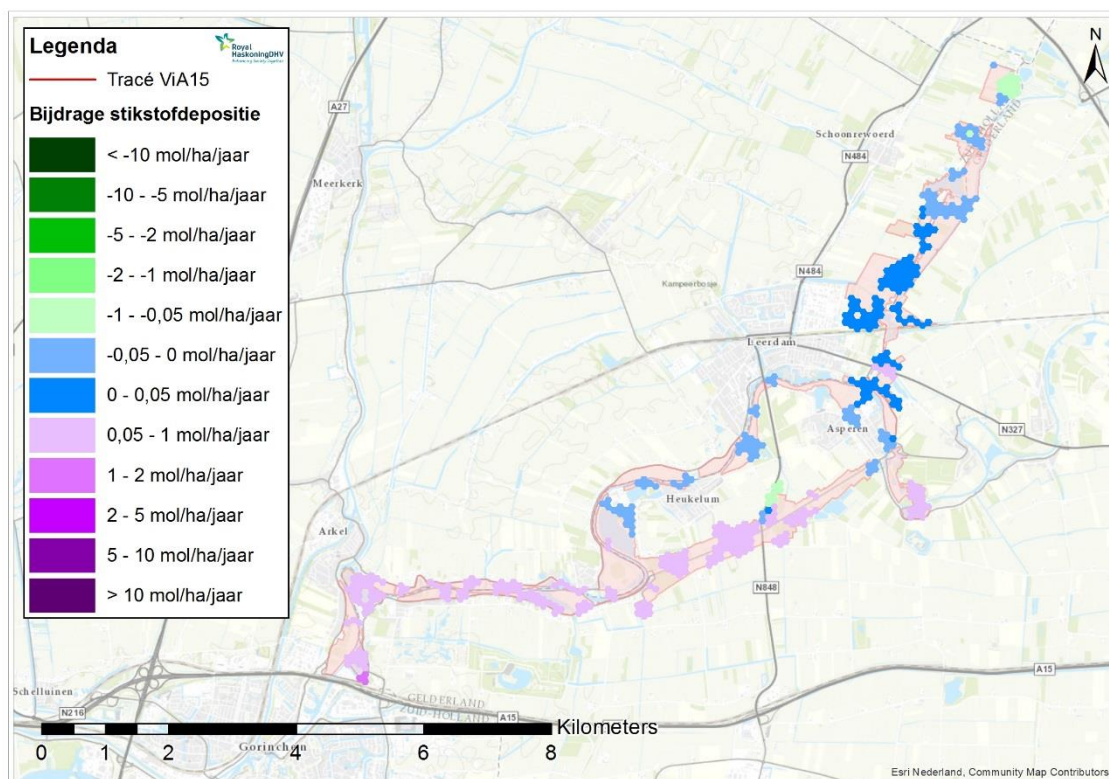 Legenda
Royal
HaskoningDHV
Enhancing Society Together
Tracé ViA15
Bijdrage stikstofdepositie
< -10 mol/ha/jaar
-10 - -5 mol/ha/jaar
-5 - -2 mol/ha/jaar
-2 - -1 mol/ha/jaar
-1 - -0,05 mol/ha/jaar
-0,05 - 0 mol/ha/jaar
0 - 0,05 mol/ha/jaar
0,05 - 1 mol/ha/jaar
1 - 2 mol/ha/jaar
2 - 5 mol/ha/jaar
5 - 10 mol/ha/jaar
> 10 mol/ha/jaar
N
A27
Schoonrewoerd
N484
Meerkerk
N484
Kampeerbosje
Leerdam
N327
Asperen
Heukelum
Arkel
N848
A15
Schelluinen
GELDERLAND
ZUID-HOLLAND
N216
A15
Kilometers
0 1 2 4 6 8
Gorinchem
Esri Nederland, Community Map Contributors